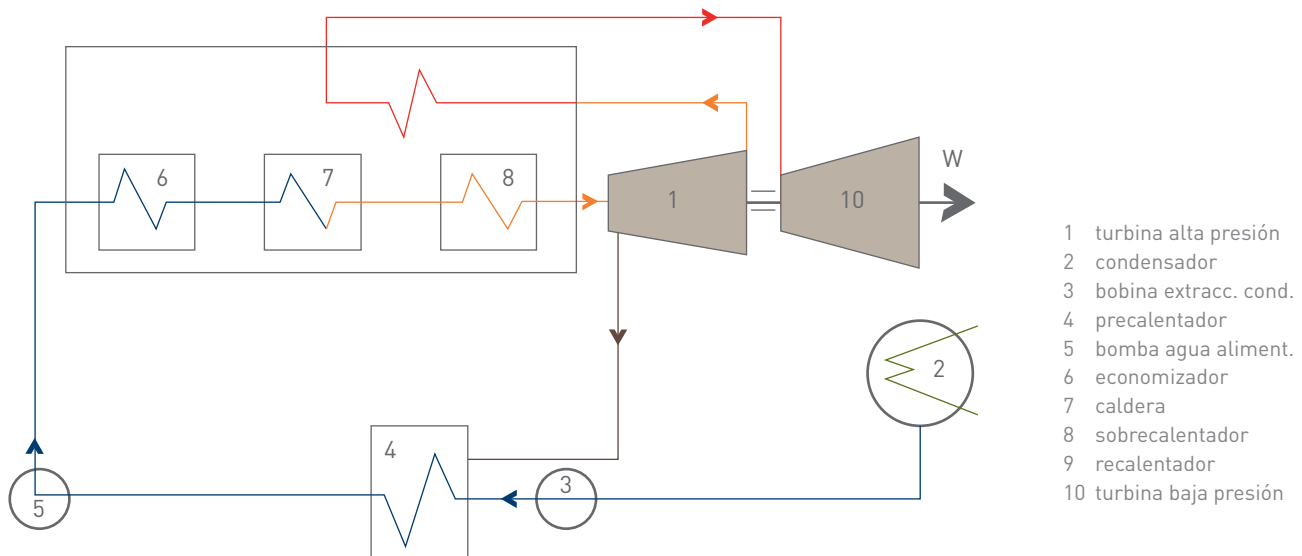 6
7
8
1
10
W
2
3
4
5
1 turbina alta presión
2 condensador
3 bobina extracc. cond.
4 precalentador
5 bomba agua aliment.
6 economizador
7 caldera
8 sobrecalentador
9 recalentador
10 turbina baja presión